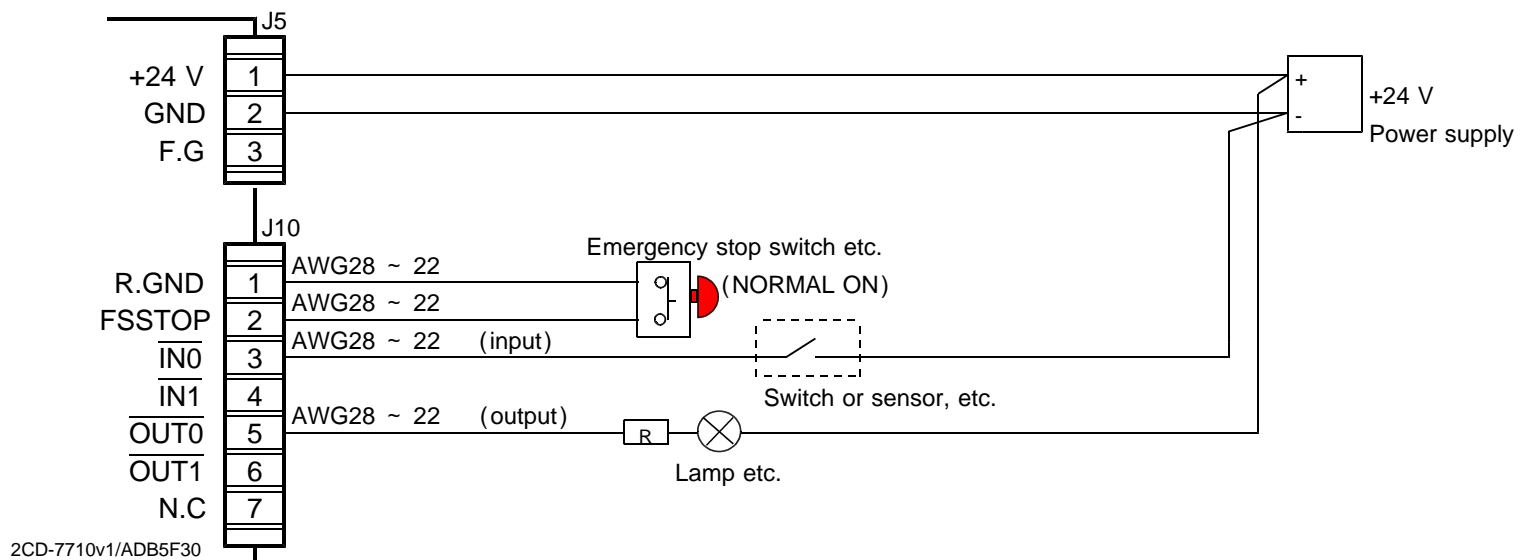 J5
+24 V 1
GND 2
F.G 3
+
-
+24 V
Power supply
J10
Emergency stop switch etc.
(NORMAL ON)
R.GND 1 AWG28 ~ 22
FSSTOP 2 AWG28 ~ 22
IN0 3 AWG28 ~ 22 (input)
IN1 4
Switch or sensor, etc.
OUT0 5 AWG28 ~ 22 (output)
R
OUT1 6
Lamp etc.
N.C 7
2CD-7710v1/ADB5F30